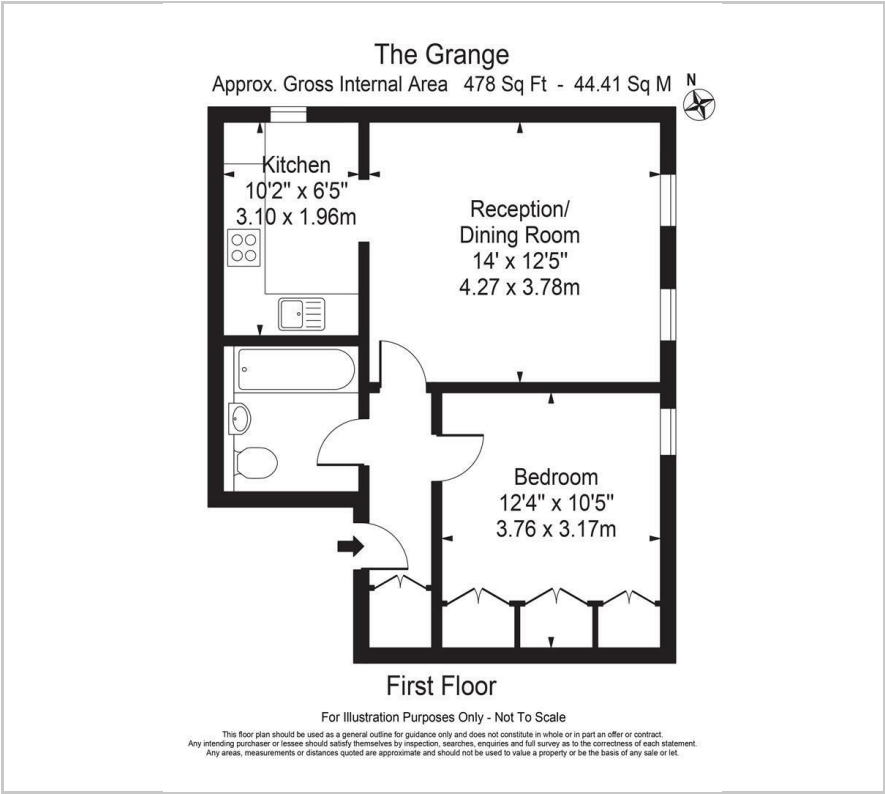 The Grange
Approx. Gross Internal Area 478 Sq Ft - 44.41 Sq M
N
Kitchen
10'2" x 6'5"
3.10 x 1.96m
Reception/
Dining Room
14' x 12'5"
4.27 x 3.78m
Bedroom
12'4" x 10'5"
3.76 x 3.17m
First Floor
For Illustration Purposes Only - Not To Scale
This floor plan should be used as a general outline for guidance only and does not constitute in whole or in part an offer or contract.
Any intending purchaser or lessee should satisfy themselves by inspection, searches, enquiries and full survey as to the correctness of each statement.
Any areas, measurements or distances quoted are approximate and should not be used to value a property or be the basis of any sale or let.